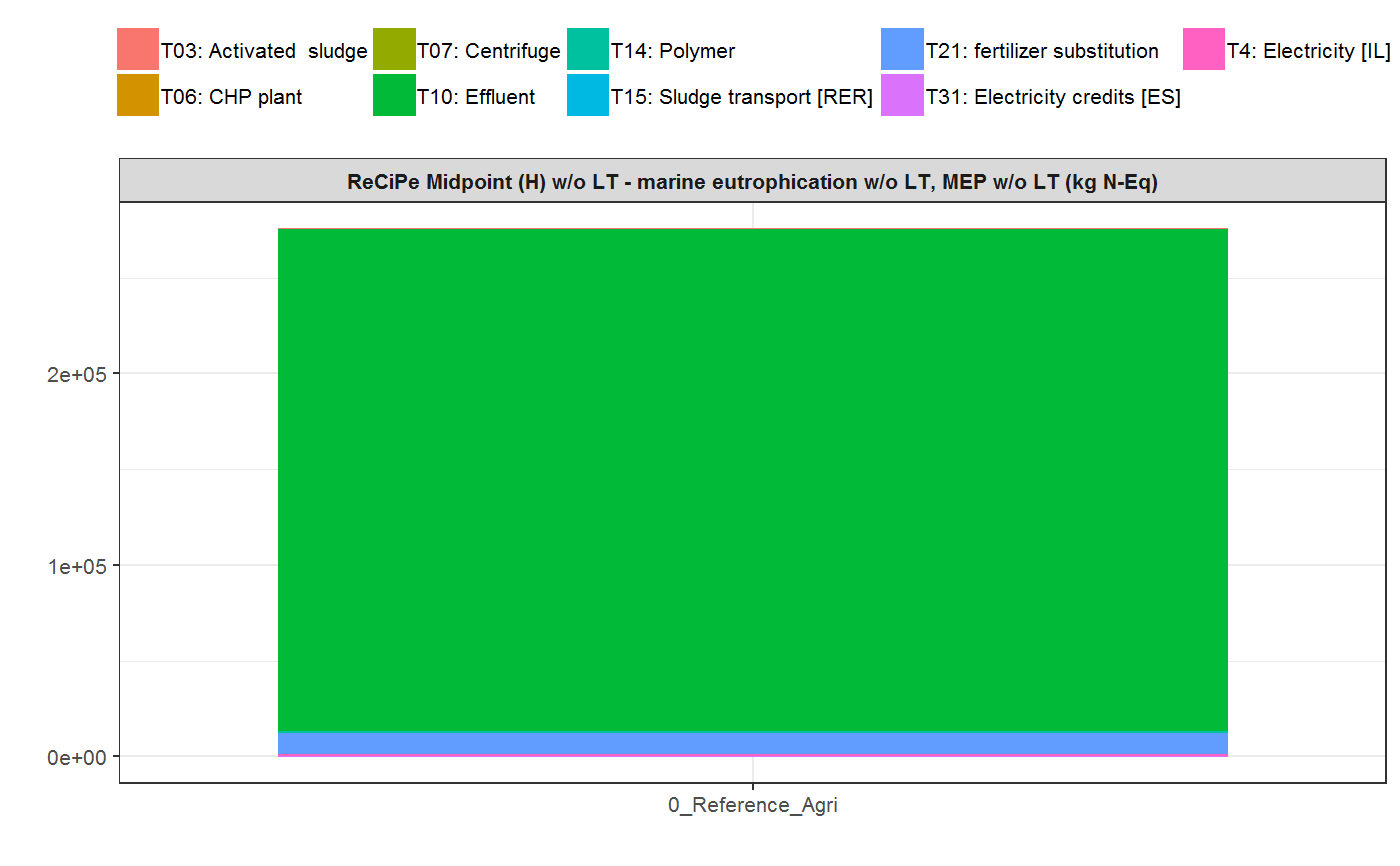 T03: Activated  sludge T07: Centrifuge T14: Polymer T21: fertilizer substitution T4: Electricity [IL]
T06: CHP plant T10: Effluent T15: Sludge transport [RER] T31: Electricity credits [ES]
ReCiPe Midpoint (H) w/o LT - marine eutrophication w/o LT, MEP w/o LT (kg N-Eq)
2e+05
1e+05
0e+00
0_Reference_Agri